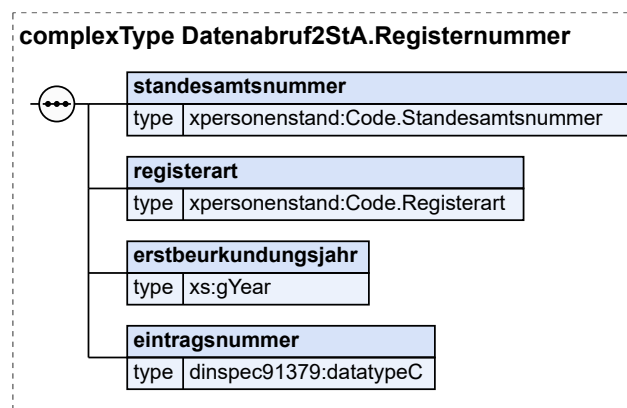 complexType Datenabruf2StA.Registernummer
standesamtsnummer
type xpersonenstand:Code.Standesamtsnummer
registerart
type xpersonenstand:Code.Registerart
erstbeurkundungsjahr
type xs:gYear
eintragsnummer
type dinspec91379:datatypeC